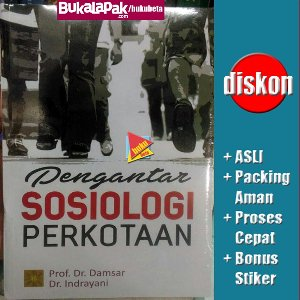 BukaLapak
.com/bukubeta
diskon
+ ASLI
+ Packing
Aman
+ Proses
Cepat
+ Bonus
Stiker
buku
Pengantar
SOSIOLOGI
PERKOTAAN
Prof. Dr. Damsar
Dr. Indrayani